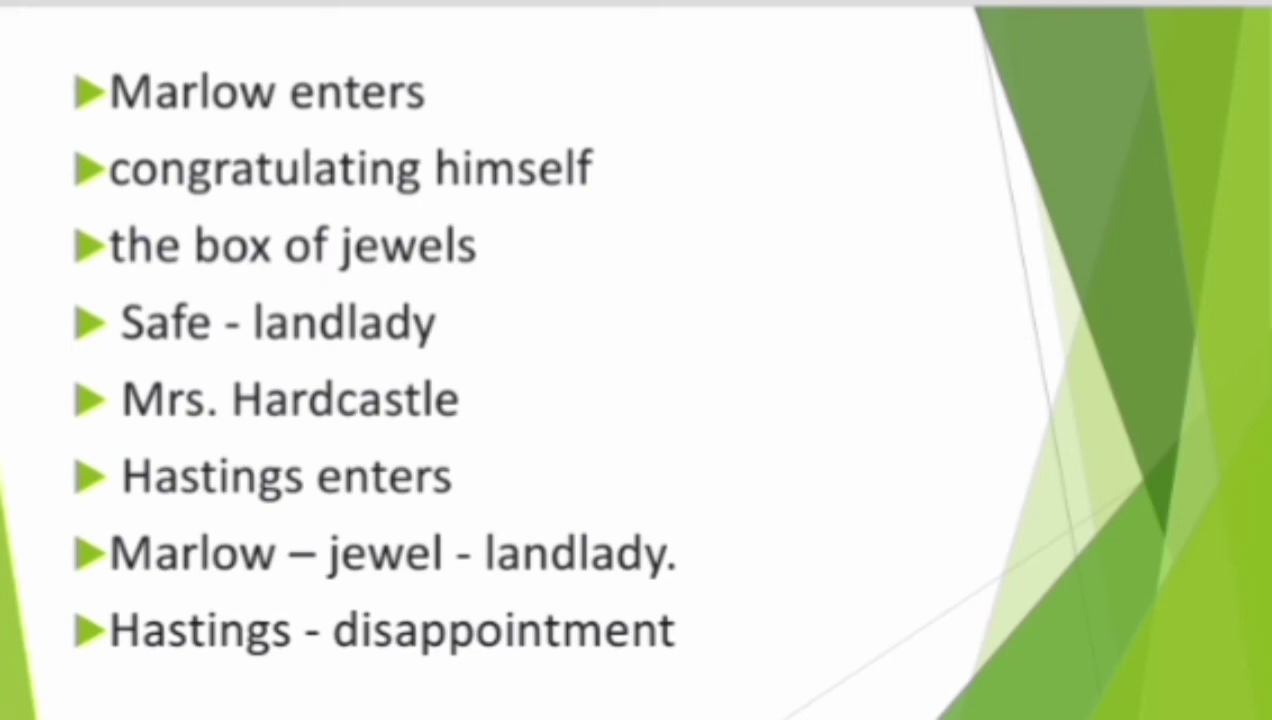 Marlow enters
congratulating himself
the box of jewels
Safe - landlady
Mrs. Hardcastle
Hastings enters
Marlow – jewel - landlady.
Hastings - disappointment